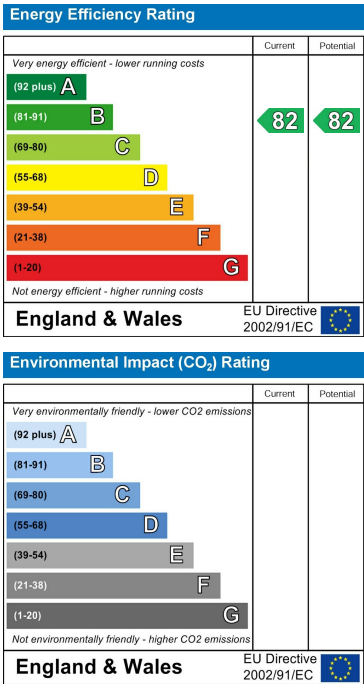 Energy Efficiency Rating
Current Potential
Very energy efficient - lower running costs
(92 plus) A
(81-91) B 82 82
(69-80) C
(55-68) D
(39-54) E
(21-38) F
(1-20) G
Not energy efficient - higher running costs
England & Wales EU Directive
2002/91/EC
Environmental Impact (CO₂) Rating
Current Potential
Very environmentally friendly - lower CO2 emissions
(92 plus) A
(81-91) B
(69-80) C
(55-68) D
(39-54) E
(21-38) F
(1-20) G
Not environmentally friendly - higher CO2 emissions
England & Wales EU Directive
2002/91/EC